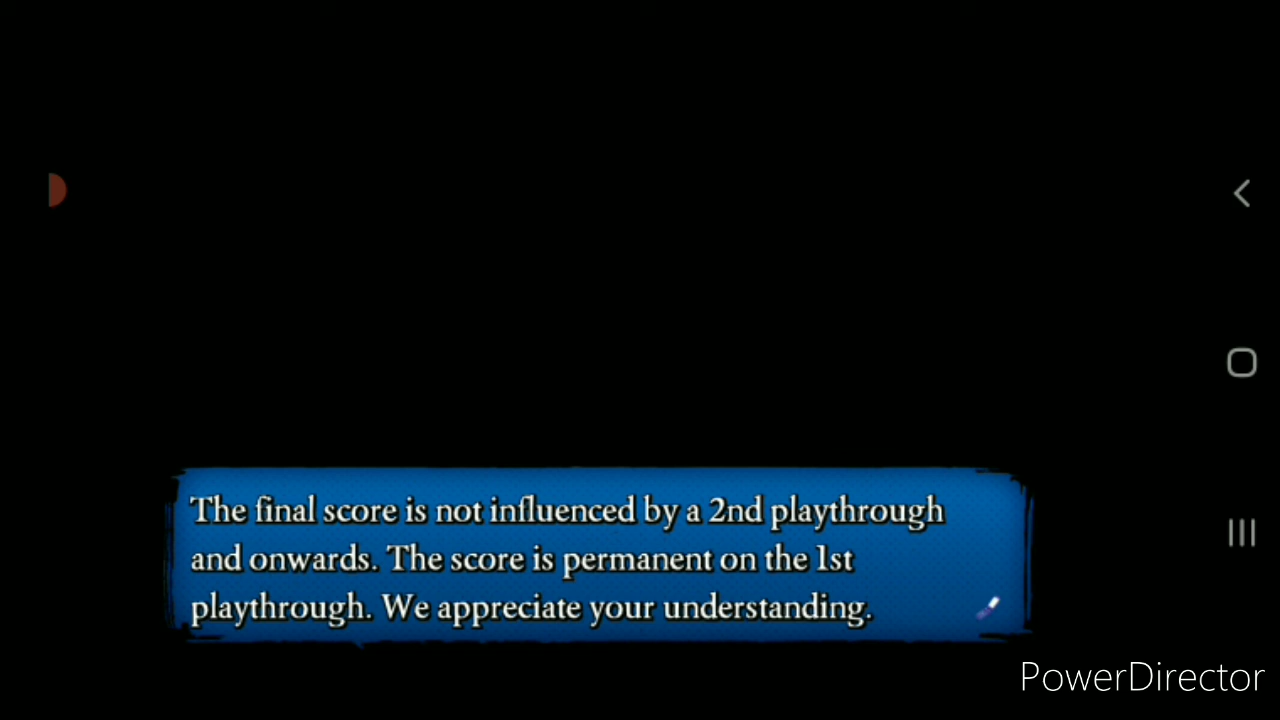 The final score is not influenced by a 2nd playthrough
and onwards. The score is permanent on the 1st
playthrough. We appreciate your understanding.
PowerDirector